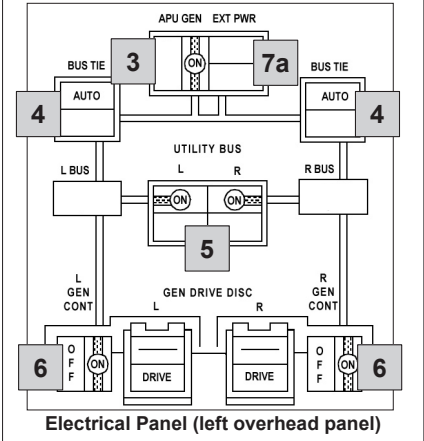 APU GEN EXT PWR
3 ON 7a
BUS TIE BUS TIE
AUTO AUTO
4 4
UTILITY BUS
L R
L BUS R BUS
ON ON
5
L R
GEN GEN DRIVE DISC GEN
CONT L R CONT
6 OFF ON DRIVE DRIVE OFF ON 6
Electrical Panel (left overhead panel)